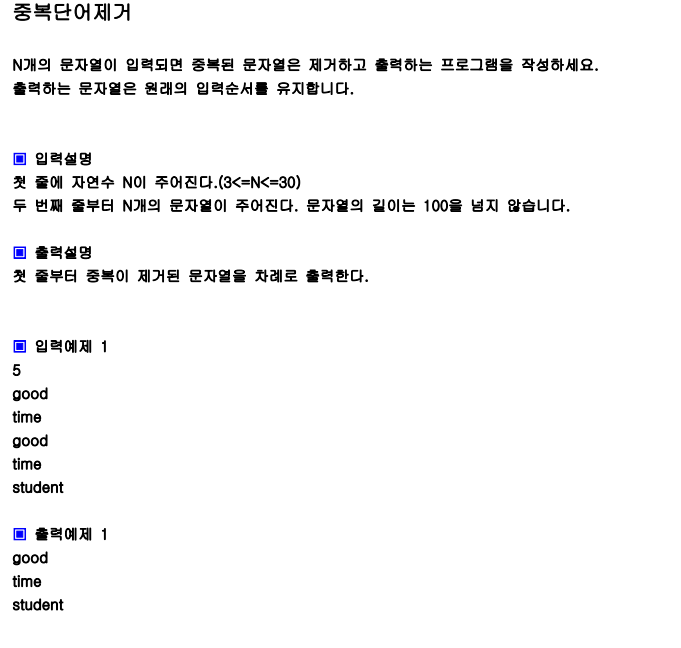 중복단어제거
N개의 문자열이 입력되면 중복된 문자열은 제거하고 출력하는 프로그램을 작성하세요.
출력하는 문자열은 원래의 입력순서를 유지합니다.
▣ 입력설명
첫 줄에 자연수 N이 주어진다.(3<=N<=30)
두 번째 줄부터 N개의 문자열이 주어진다. 문자열의 길이는 100을 넘지 않습니다.
▣ 출력설명
첫 줄부터 중복이 제거된 문자열을 차례로 출력한다.
▣ 입력예제 1
5
good
time
good
time
student
▣ 출력예제 1
good
time
student